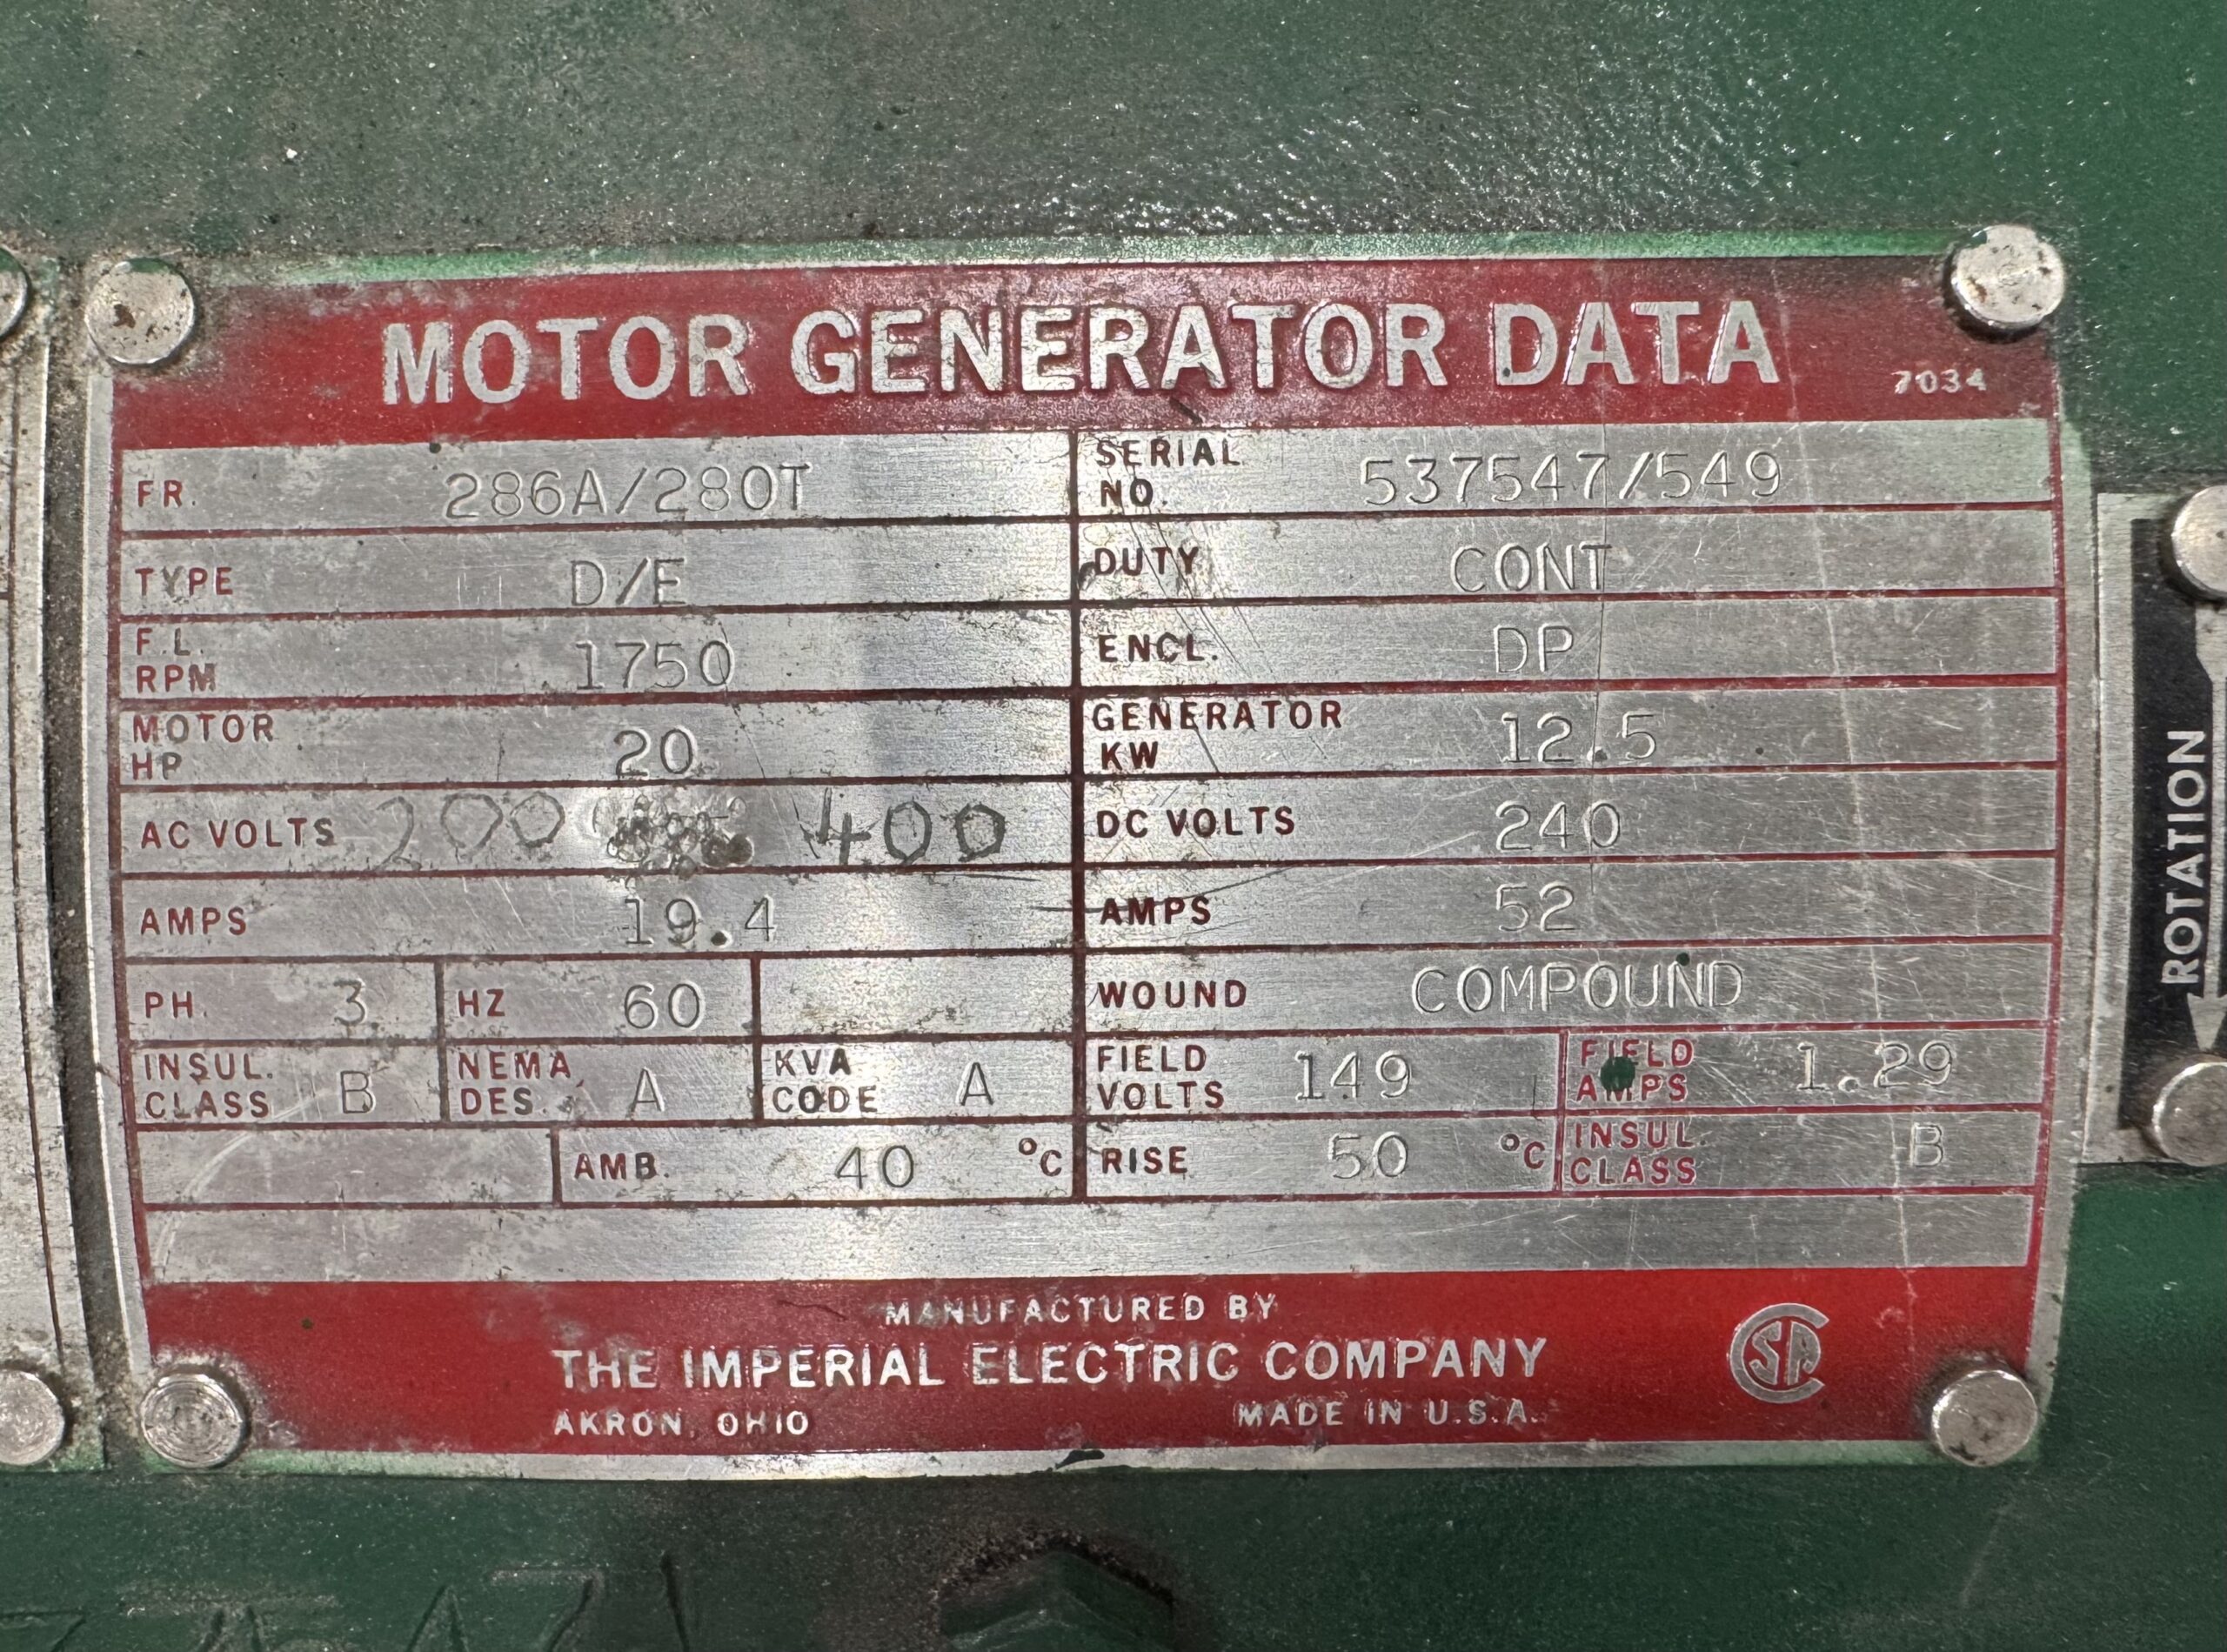 MOTOR GENERATOR DATA
7034
FR. 286A/280T
SERIAL NO. 537547/549
TYPE D/E
DUTY CONT
F.L. RPM 1750
ENCL. DP
MOTOR HP 20
GENERATOR KW 12.5
AC VOLTS 200 400
DC VOLTS 240
AMPS 19.4
AMPS 52
PH. 3 HZ 60
WOUND COMPOUND
INSUL. CLASS B NEMA DES. A KVA CODE A
FIELD VOLTS 149 FIELD AMPS 1.29
AMB. 40 °C
RISE 50 °C INSUL. CLASS B
MANUFACTURED BY
THE IMPERIAL ELECTRIC COMPANY
AKRON, OHIO MADE IN U.S.A.
SA
ROTATION